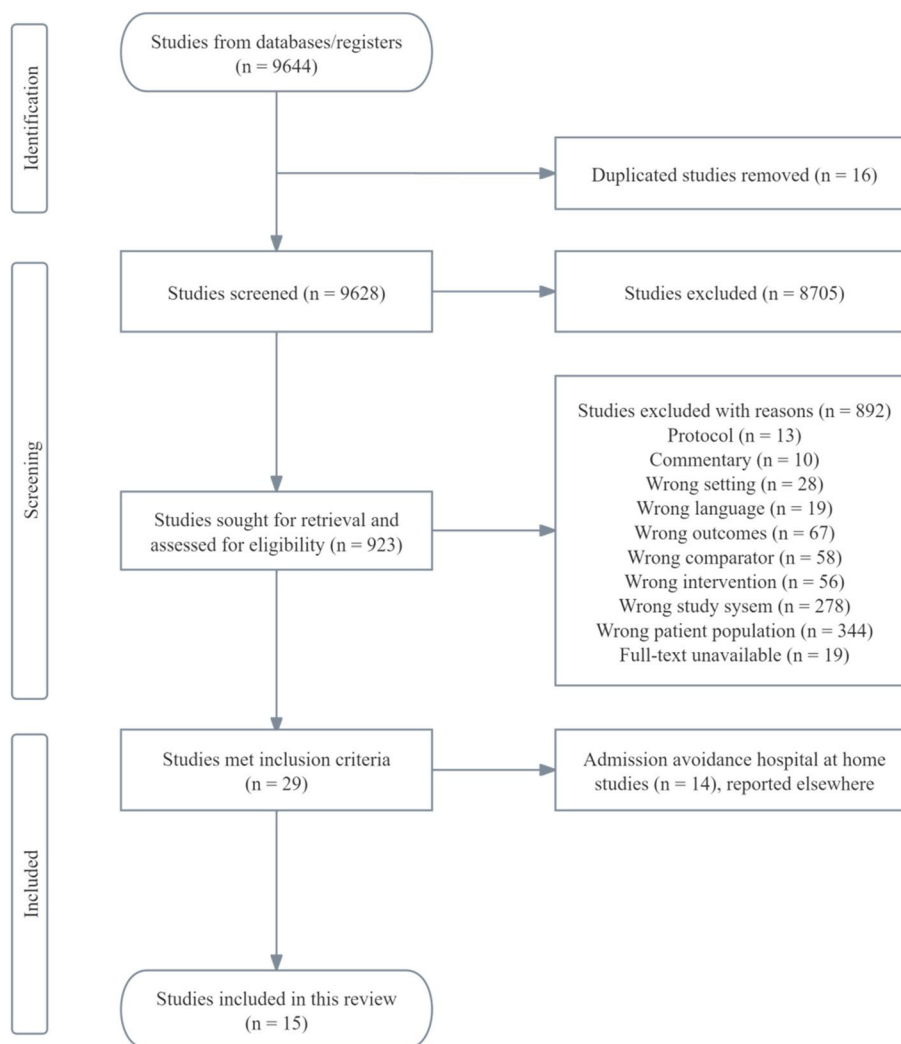 Identification
Studies from databases/registers
(n = 9644)
Duplicated studies removed (n = 16)
Screening
Studies screened (n = 9628)
Studies excluded (n = 8705)
Studies sought for retrieval and
assessed for eligibility (n = 923)
Studies excluded with reasons (n = 892)
Protocol (n = 13)
Commentary (n = 10)
Wrong setting (n = 28)
Wrong language (n = 19)
Wrong outcomes (n = 67)
Wrong comparator (n = 58)
Wrong intervention (n = 56)
Wrong study sysem (n = 278)
Wrong patient population (n = 344)
Full-text unavailable (n = 19)
Included
Studies met inclusion criteria
(n = 29)
Admission avoidance hospital at home
studies (n = 14), reported elsewhere
Studies included in this review
(n = 15)